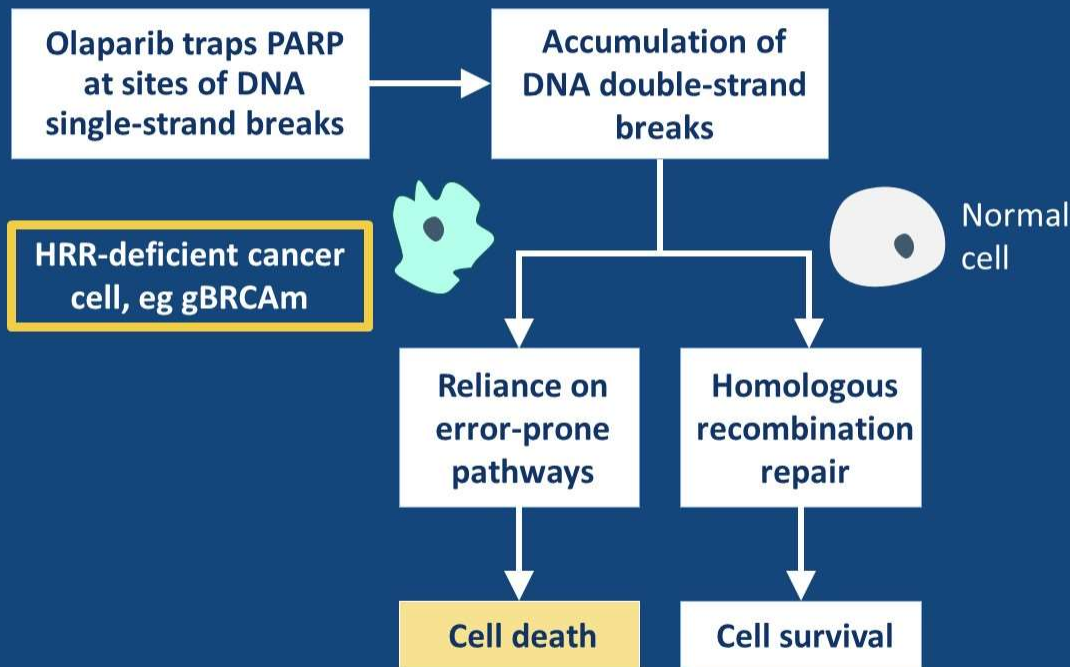 Olaparib traps PARP
at sites of DNA
single-strand breaks
Accumulation of
DNA double-strand
breaks
HRR-deficient cancer
cell, eg gBRCAm
Normal
cell
Reliance on
error-prone
pathways
Homologous
recombination
repair
Cell death
Cell survival